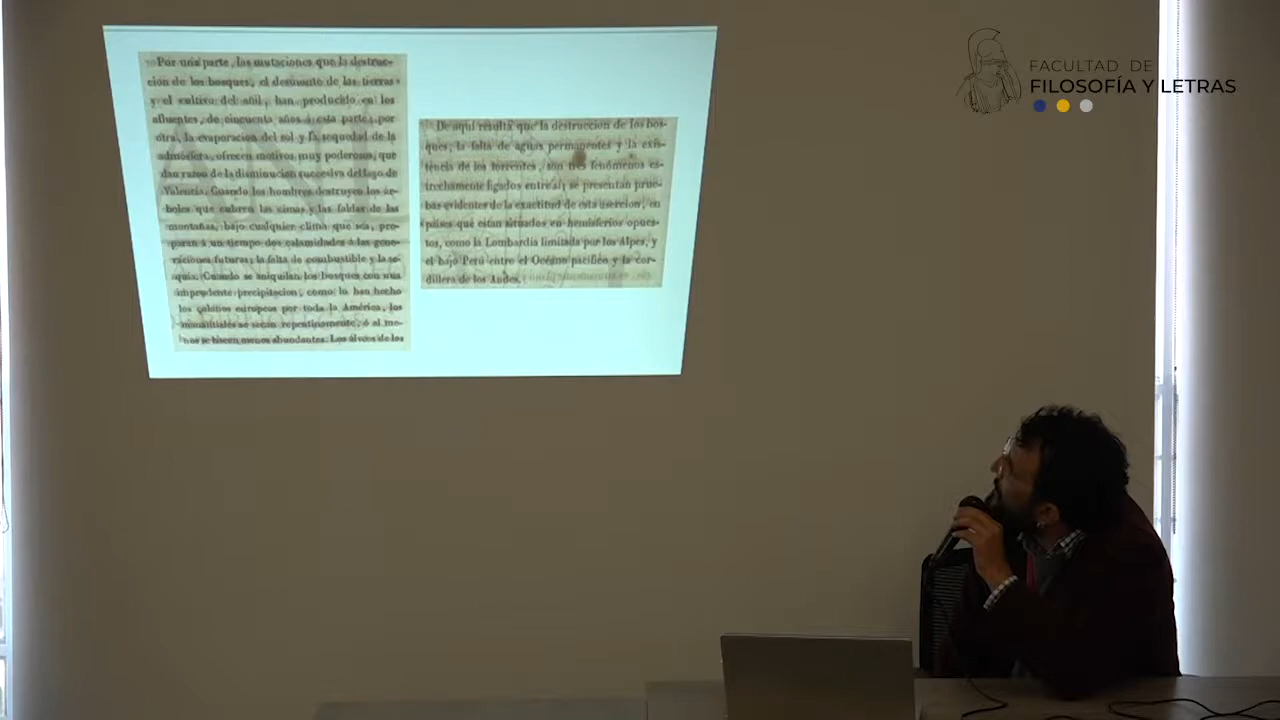 Por una parte, las mutaciones que la destruc-
cion de los bosques, el desmonte de las tierras
y el cultivo del añil, han producido en los
afluentes, de cincuenta años á esta parte; por
otra, la evaporacion del sol y la sequedad de la
admósfera, ofrecen motivos muy poderosos, que
dan razon de la disminucion succesiva del lago de
Valencia. Cuando los hombres destruyen los ár-
boles que cubren las cimas y las faldas de las
montañas, bajo cualquier clima que sea, pre-
paran á un tiempo dos calamidades á las gene-
raciones futuras; la falta de combustible y la se-
quia. Cuando se aniquilan los bosques con una
imprudente precipitacion, como lo han hecho
los colonos europeos por toda la América, los
manantiales se secan repentinamente, ó al me-
nos se hacen menos abundantes. Los álveos de los
De aquí resulta que la destruccion de los bos-
ques, la falta de aguas permanentes y la exis-
tencia de los torrentes, son tres fenómenos es-
trechamente ligados entre sí; se presentan prue-
bas evidentes de la exactitud de esta asercion, en
paises que estan situados en hemisferios opues-
tos, como la Lombardia limitada por los Alpes, y
el bajo Perú entre el Océano pacífico y la cor-
dillera de los Andes.
FACULTAD DE
FILOSOFÍA Y LETRAS